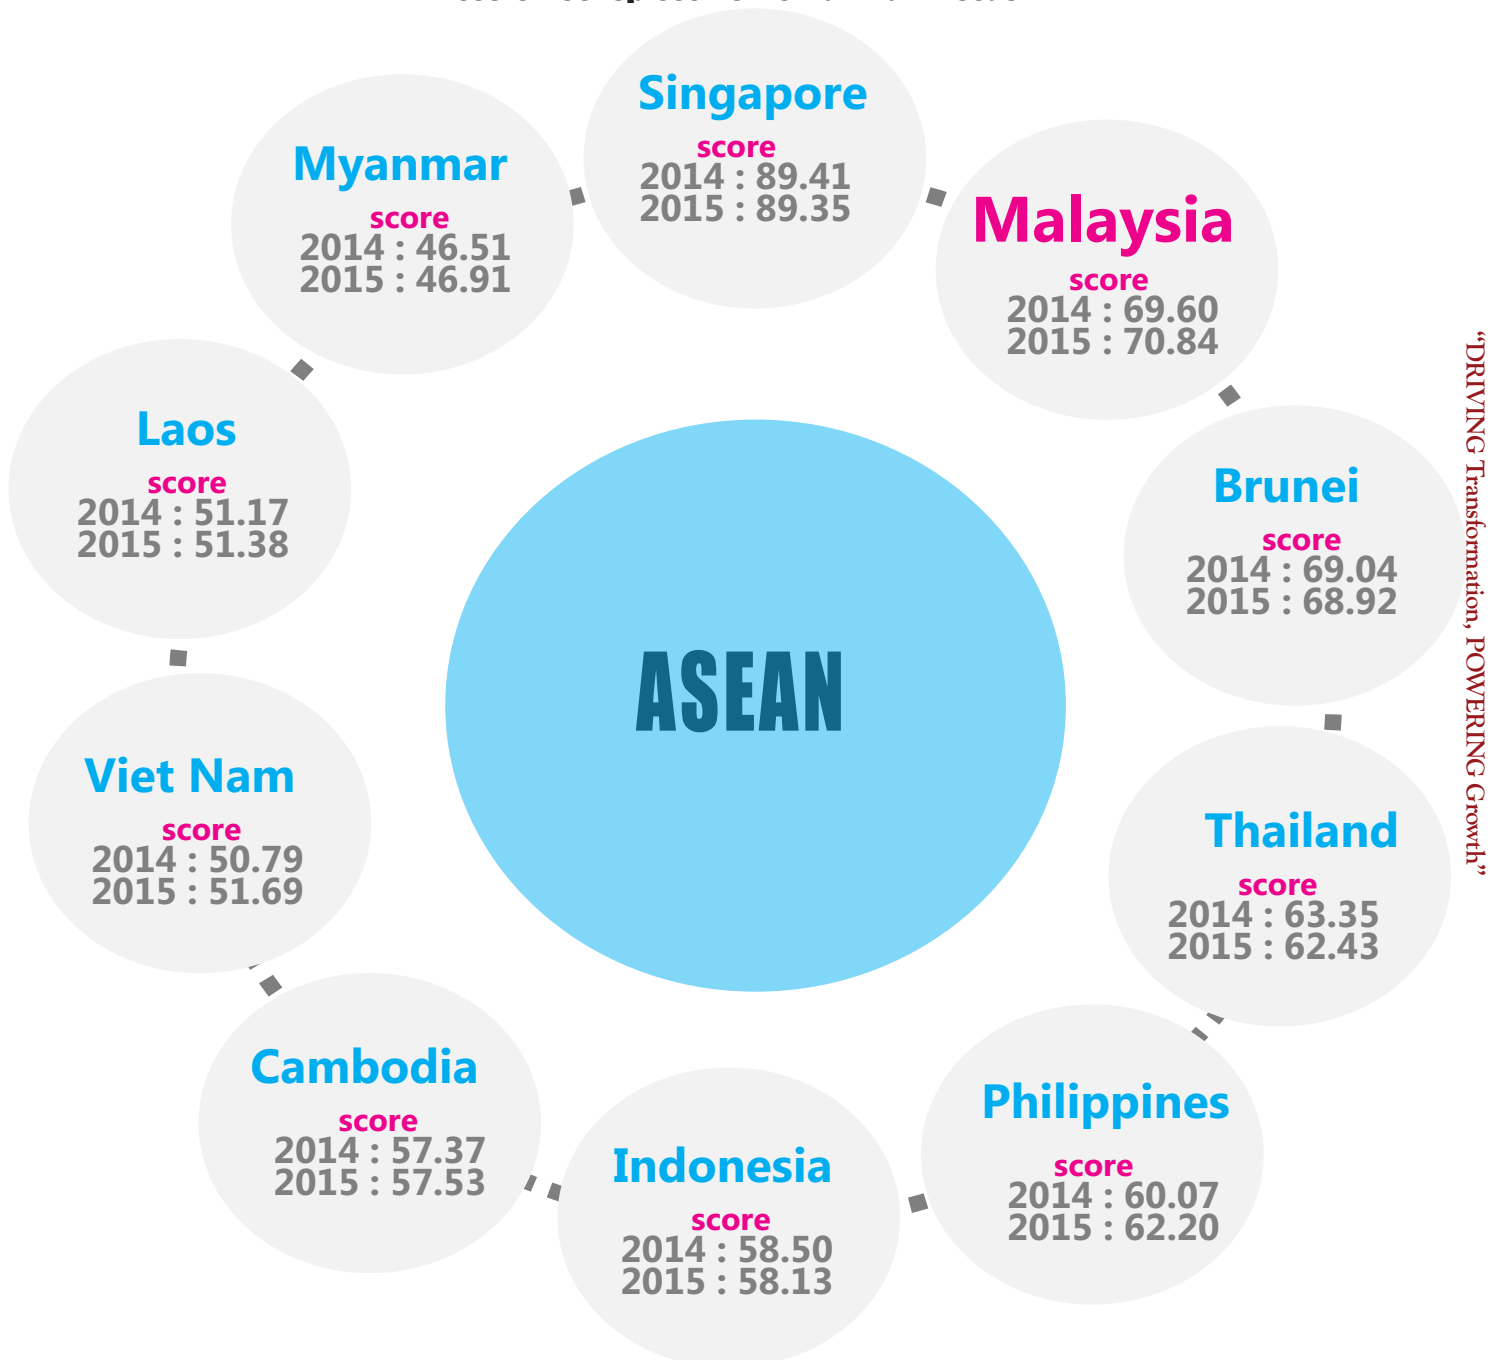 Singapore
score
2014 : 89.41
2015 : 89.35
Malaysia
score
2014 : 69.60
2015 : 70.84
Brunei
score
2014 : 69.04
2015 : 68.92
Thailand
score
2014 : 63.35
2015 : 62.43
Philippines
score
2014 : 60.07
2015 : 62.20
Indonesia
score
2014 : 58.50
2015 : 58.13
Cambodia
score
2014 : 57.37
2015 : 57.53
Viet Nam
score
2014 : 50.79
2015 : 51.69
Laos
score
2014 : 51.17
2015 : 51.38
Myanmar
score
2014 : 46.51
2015 : 46.91
ASEAN
“DRIVING Transformation, POWERING Growth”